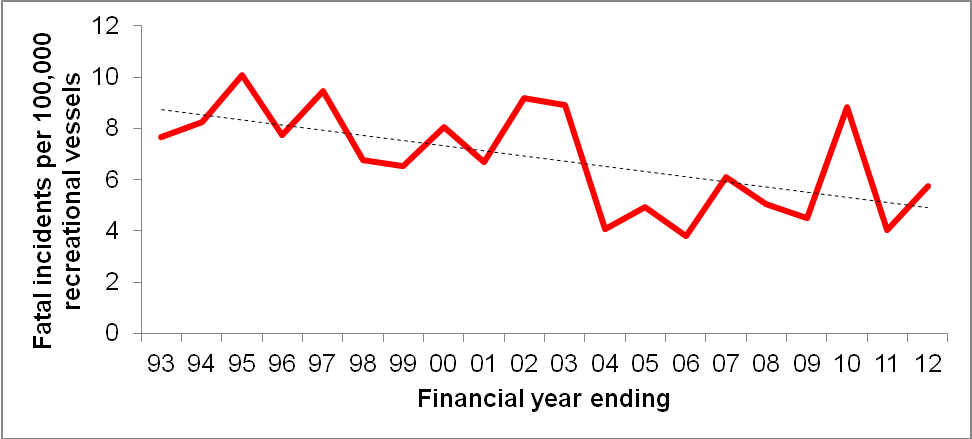 Fatal incidents per 100,000
recreational vessels
12
10
8
6
4
2
0
93 94 95 96 97 98 99 00 01 02 03 04 05 06 07 08 09 10 11 12
Financial year ending